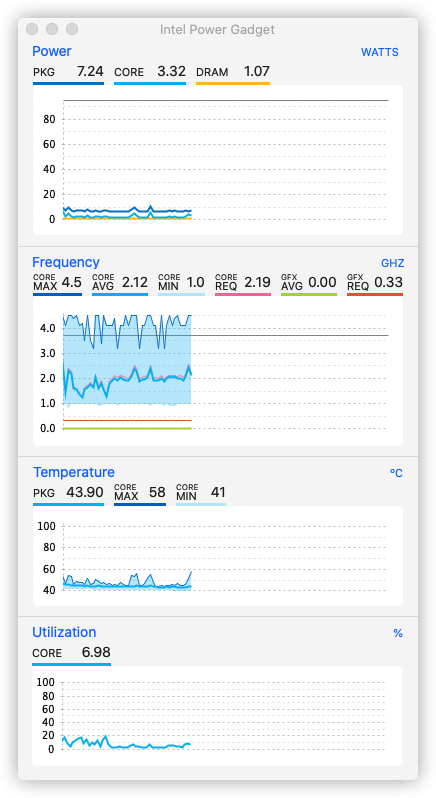 Intel Power Gadget
Power WATTS
PKG 7.24 CORE 3.32 DRAM 1.07
80
60
40
20
0
Frequency GHZ
CORE MAX 4.5 CORE AVG 2.12 CORE MIN 1.0 CORE REQ 2.19 GFX AVG 0.00 GFX REQ 0.33
4.0
3.0
2.0
1.0
0.0
Temperature ºC
PKG 43.90 CORE MAX 58 CORE MIN 41
100
80
60
40
Utilization %
CORE 6.98
100
80
60
40
20
0